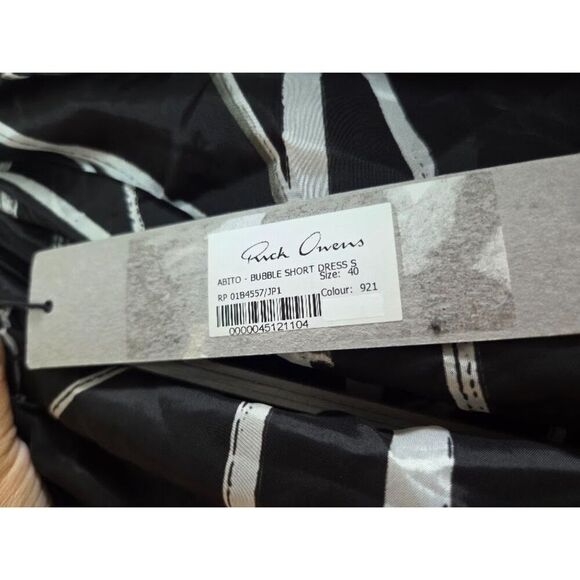 Rick Owens
ABITO - BUBBLE SHORT DRESS S
Size: 40
RP 01B4557/JP1
Colour: 921
0000045121104